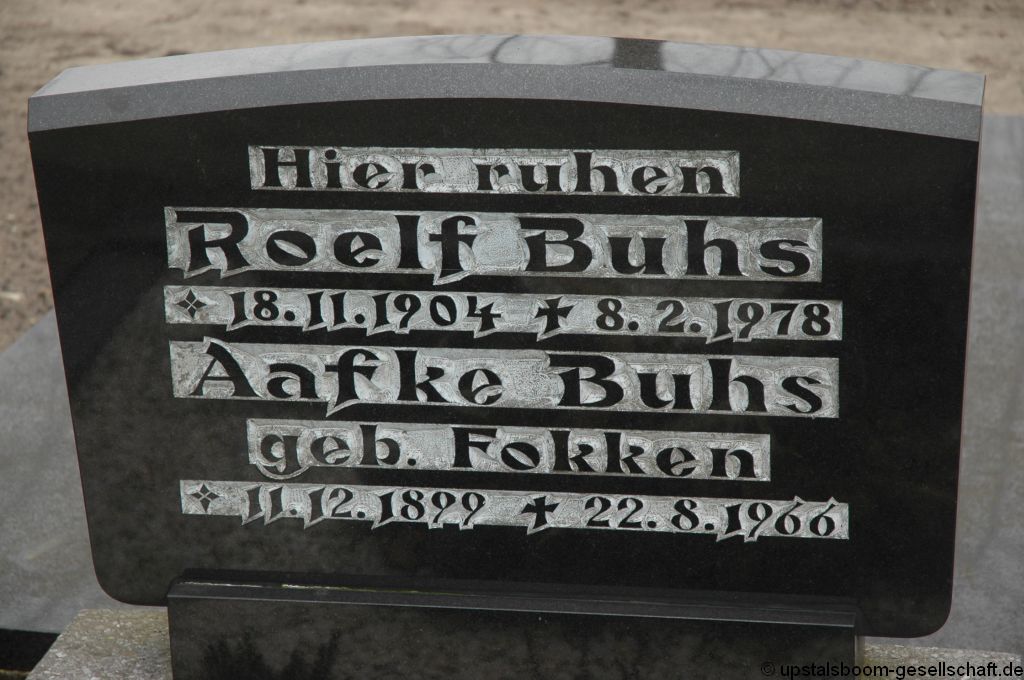 Hier ruhen
Roelf Buhs
18.11.1904 ✝ 8.2.1978
Aafke Buhs
geb. Fokken
11.12.1899 ✝ 22.8.1966
© upstalsboom-gesellschaft.de